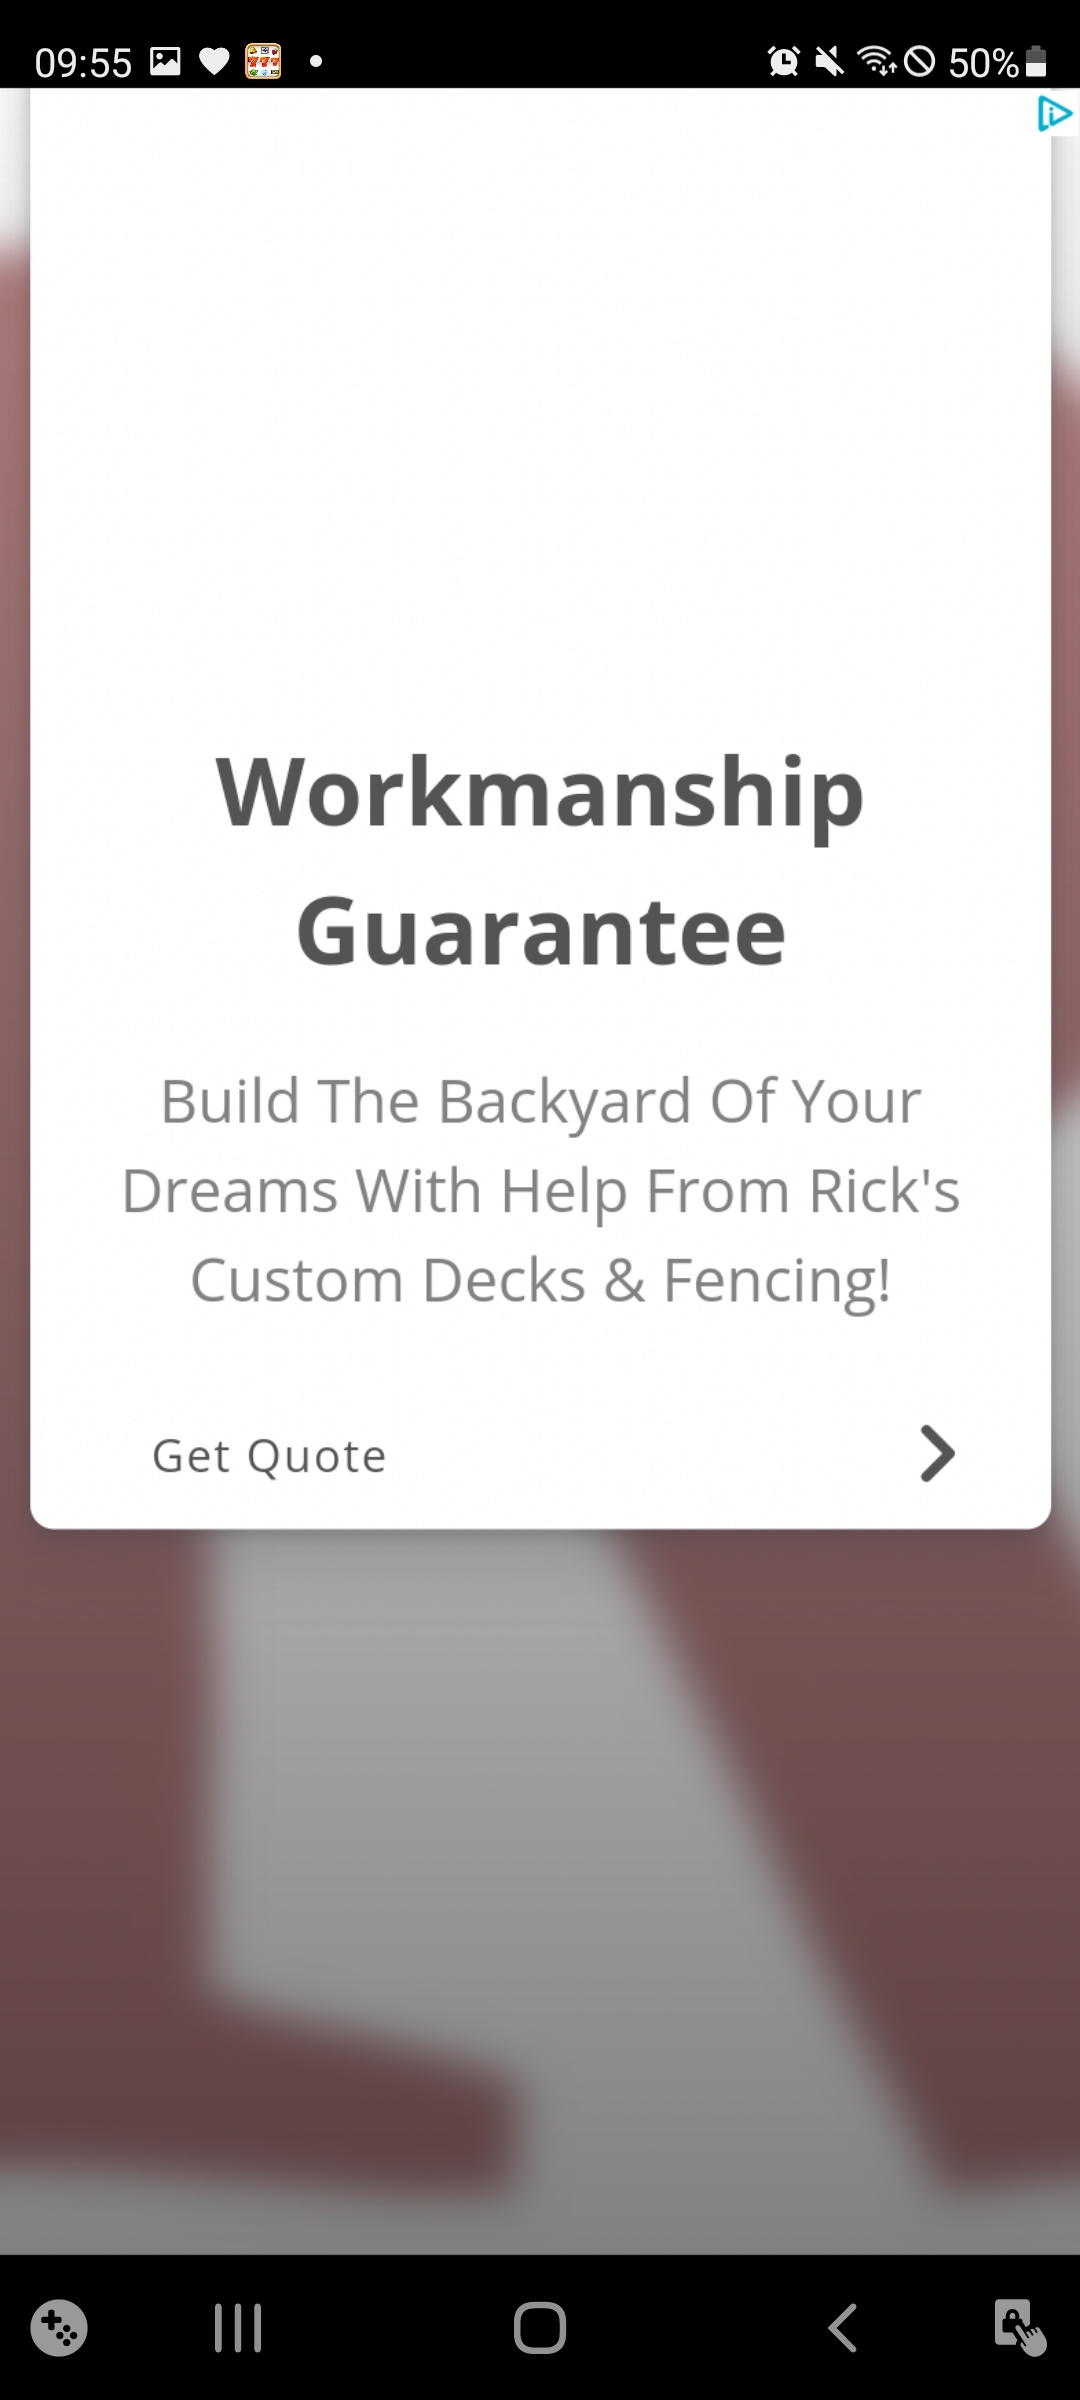 09:55 50%
Workmanship
Guarantee
Build The Backyard Of Your
Dreams With Help From Rick's
Custom Decks & Fencing!
Get Quote